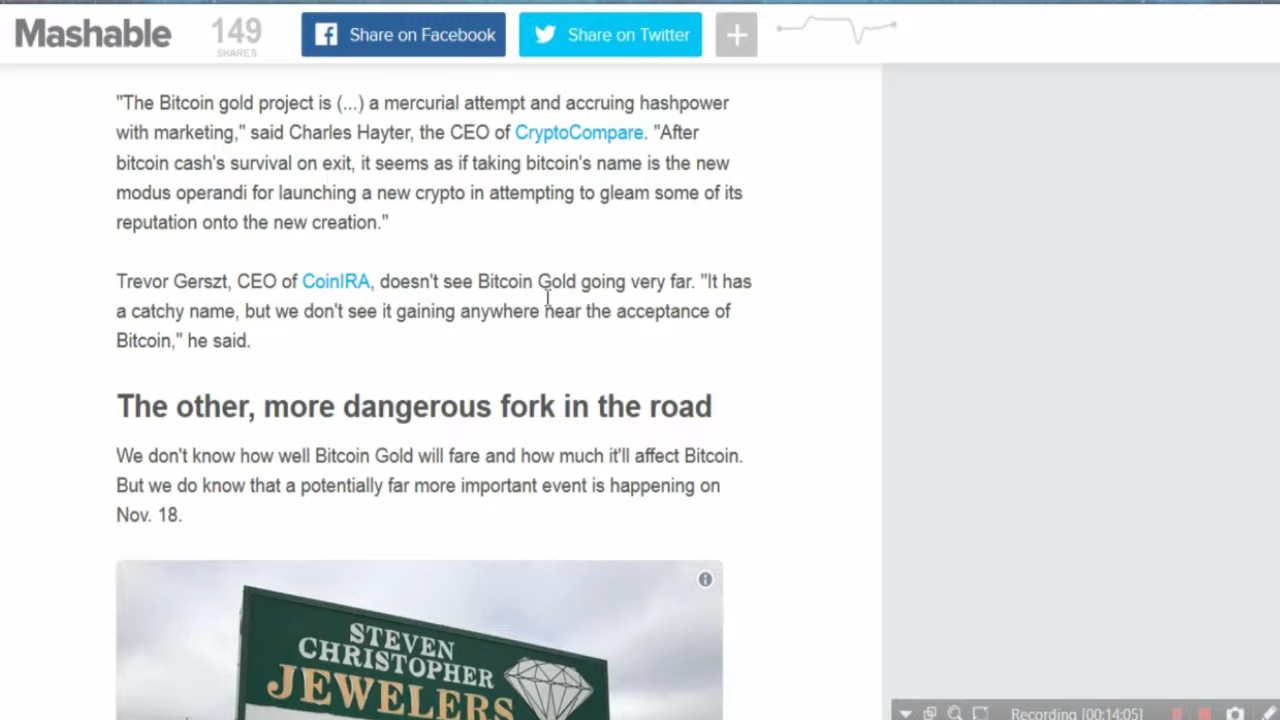 Mashable
149
SHARES
Share on Facebook
Share on Twitter
"The Bitcoin gold project is (...) a mercurial attempt and accruing hashpower
with marketing," said Charles Hayter, the CEO of CryptoCompare. "After
bitcoin cash's survival on exit, it seems as if taking bitcoin's name is the new
modus operandi for launching a new crypto in attempting to gleam some of its
reputation onto the new creation."
Trevor Gerszt, CEO of CoinIRA, doesn't see Bitcoin Gold going very far. "It has
a catchy name, but we don't see it gaining anywhere near the acceptance of
Bitcoin," he said.
The other, more dangerous fork in the road
We don't know how well Bitcoin Gold will fare and how much it'll affect Bitcoin.
But we do know that a potentially far more important event is happening on
Nov. 18.
STEVEN
CHRISTOPHER
JEWELERS
Recording [00:14:05]